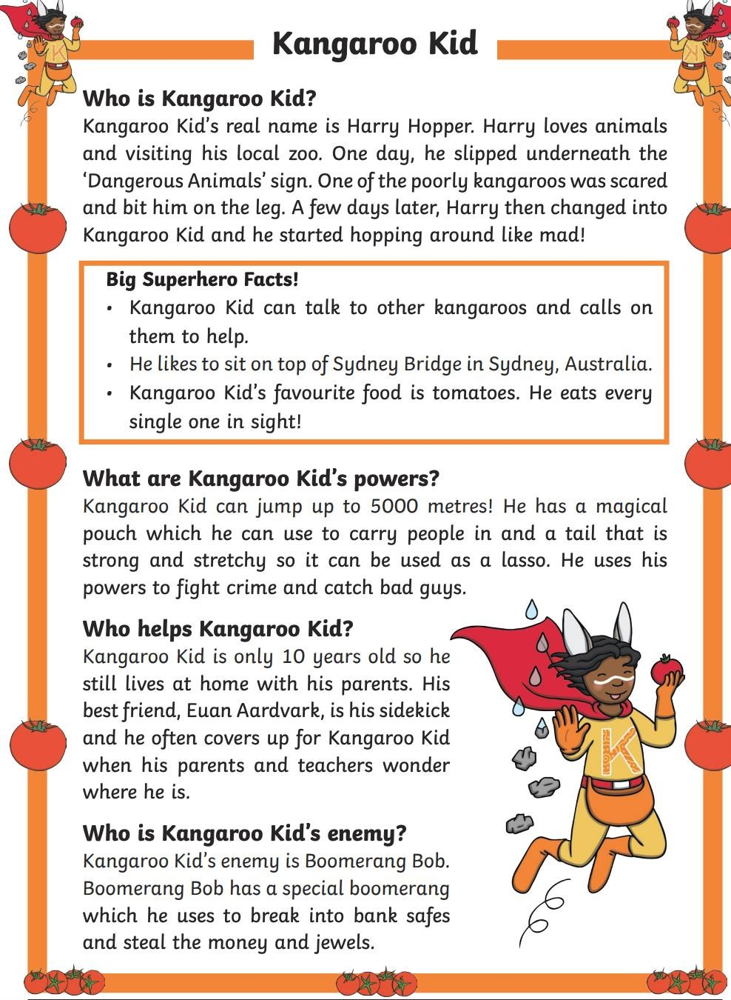 Kangaroo Kid
Who is Kangaroo Kid?
Kangaroo Kid's real name is Harry Hopper. Harry loves animals
and visiting his local zoo. One day, he slipped underneath the
‘Dangerous Animals’ sign. One of the poorly kangaroos was scared
and bit him on the leg. A few days later, Harry then changed into
Kangaroo Kid and he started hopping around like mad!
Big Superhero Facts!
• Kangaroo Kid can talk to other kangaroos and calls on
them to help.
• He likes to sit on top of Sydney Bridge in Sydney, Australia.
• Kangaroo Kid's favourite food is tomatoes. He eats every
single one in sight!
What are Kangaroo Kid's powers?
Kangaroo Kid can jump up to 5000 metres! He has a magical
pouch which he can use to carry people in and a tail that is
strong and stretchy so it can be used as a lasso. He uses his
powers to fight crime and catch bad guys.
Who helps Kangaroo Kid?
Kangaroo Kid is only 10 years old so he
still lives at home with his parents. His
best friend, Euan Aardvark, is his sidekick
and he often covers up for Kangaroo Kid
when his parents and teachers wonder
where he is.
K
Who is Kangaroo Kid's enemy?
Kangaroo Kid's enemy is Boomerang Bob.
Boomerang Bob has a special boomerang
which he uses to break into bank safes
and steal the money and jewels.